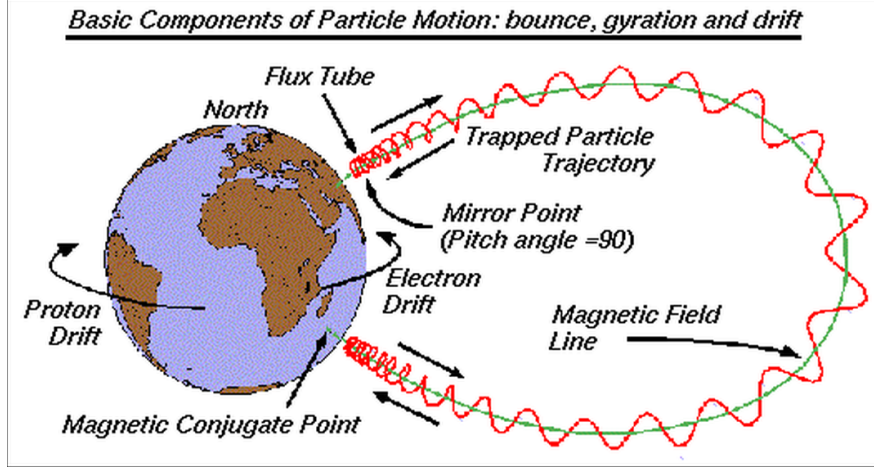 Basic Components of Particle Motion: bounce, gyration and drift
Flux Tube
North
Trapped Particle
Trajectory
Mirror Point
(Pitch angle =90)
Electron
Drift
Proton
Drift
Magnetic Field
Line
Magnetic Conjugate Point